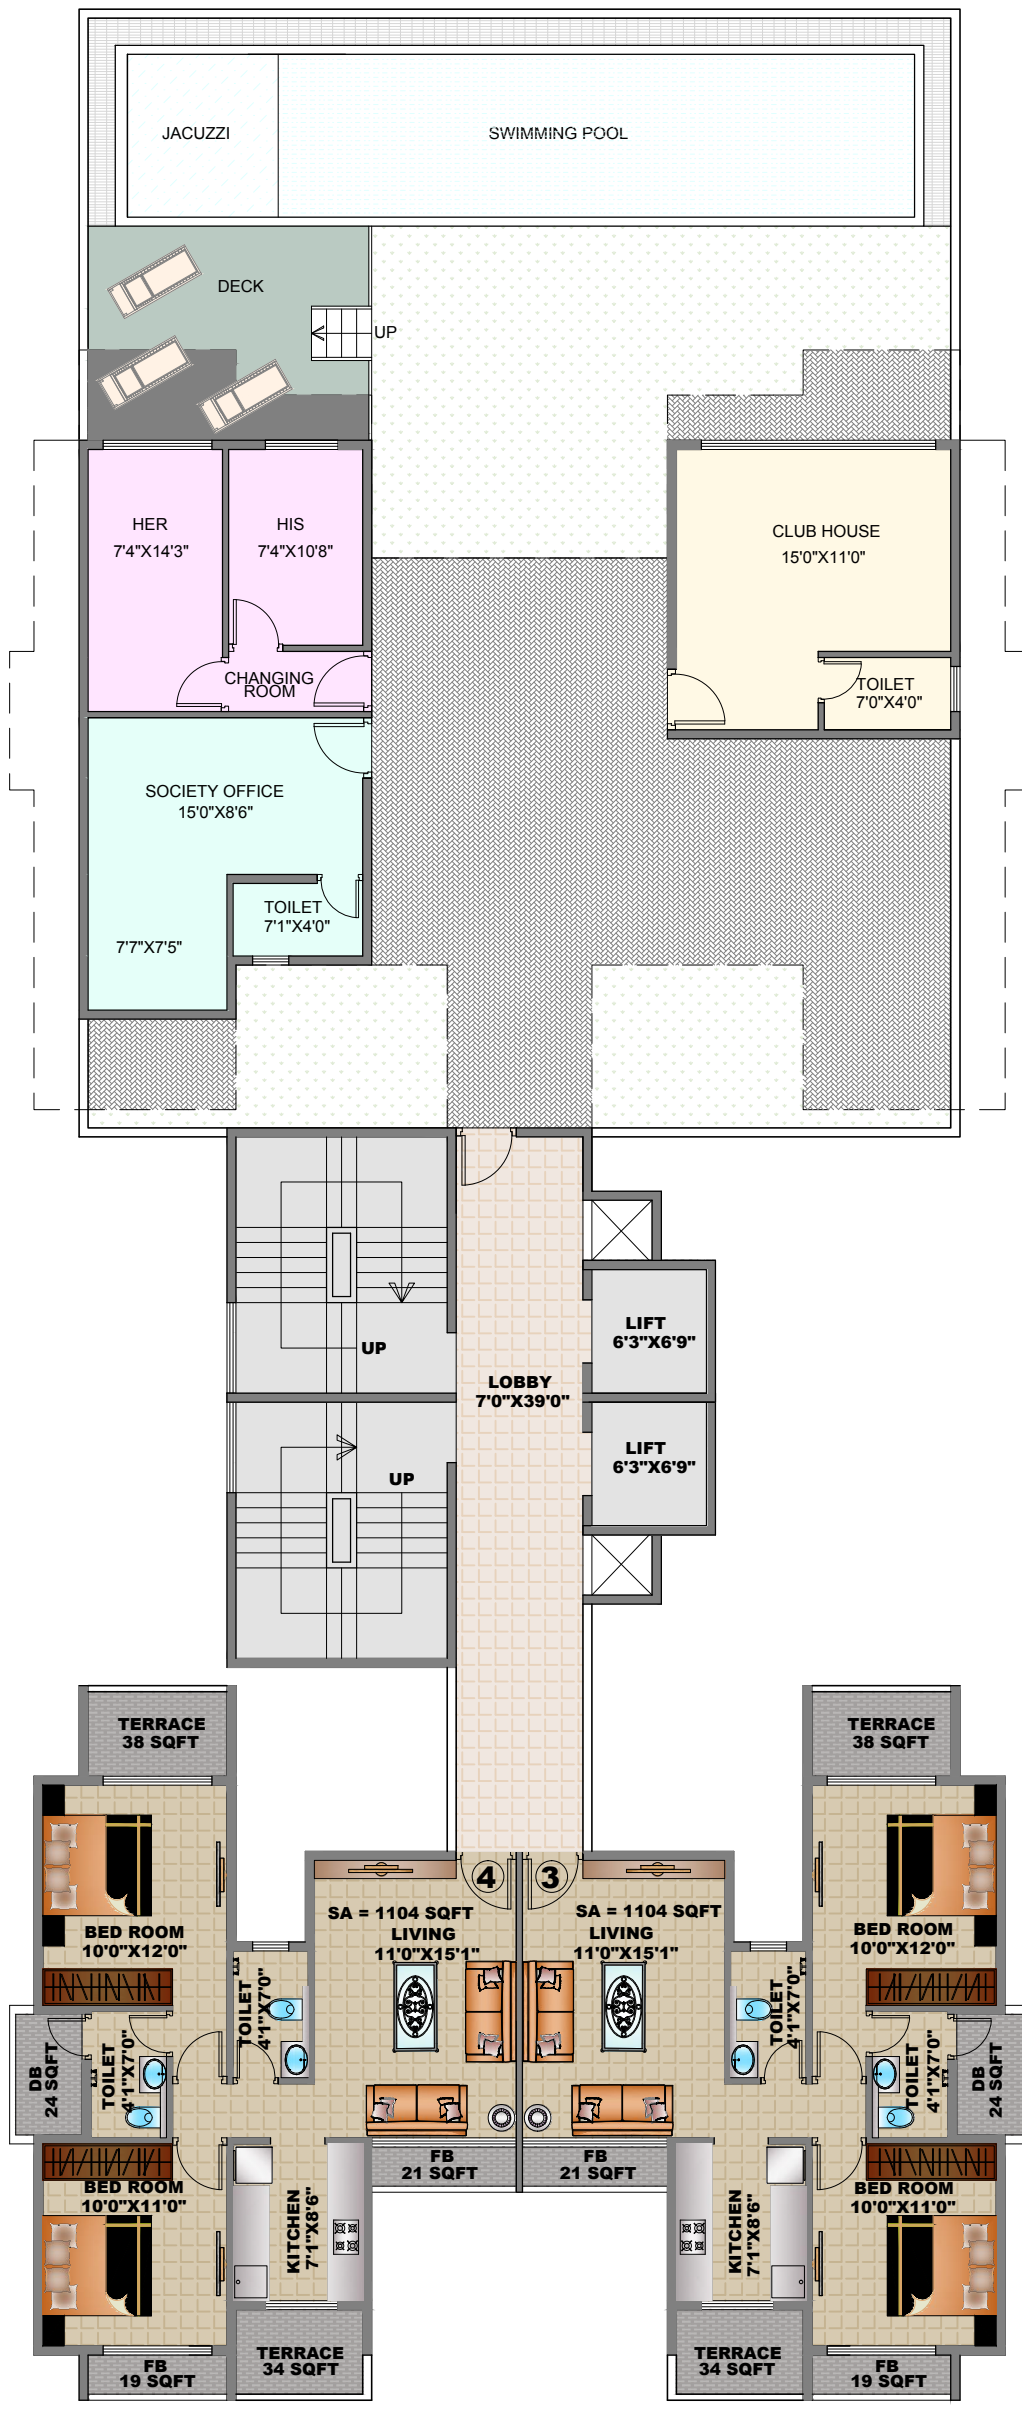 JACUZZI
SWIMMING POOL
DECK
UP
HER
7'4"X14'3"
HIS
7'4"X10'8"
CLUB HOUSE
15'0"X11'0"
CHANGING
ROOM
TOILET
7'0"X4'0"
SOCIETY OFFICE
15'0"X8'6"
TOILET
7'1"X4'0"
7'7"X7'5"
LIFT
6'3"X6'9"
UP
LOBBY
7'0"X39'0"
LIFT
6'3"X6'9"
UP
TERRACE
38 SQFT
TERRACE
38 SQFT
4
3
SA = 1104 SQFT
LIVING
11'0"X15'1"
SA = 1104 SQFT
LIVING
11'0"X15'1"
BED ROOM
10'0"X12'0"
BED ROOM
10'0"X12'0"
TOILET
4'1"X7'0"
TOILET
4'1"X7'0"
DB
24 SQFT
TOILET
4'1"X7'0"
TOILET
4'1"X7'0"
DB
24 SQFT
FB
21 SQFT
FB
21 SQFT
BED ROOM
10'0"X11'0"
KITCHEN
7'1"X8'6"
KITCHEN
7'1"X8'6"
BED ROOM
10'0"X11'0"
FB
19 SQFT
TERRACE
34 SQFT
TERRACE
34 SQFT
FB
19 SQFT